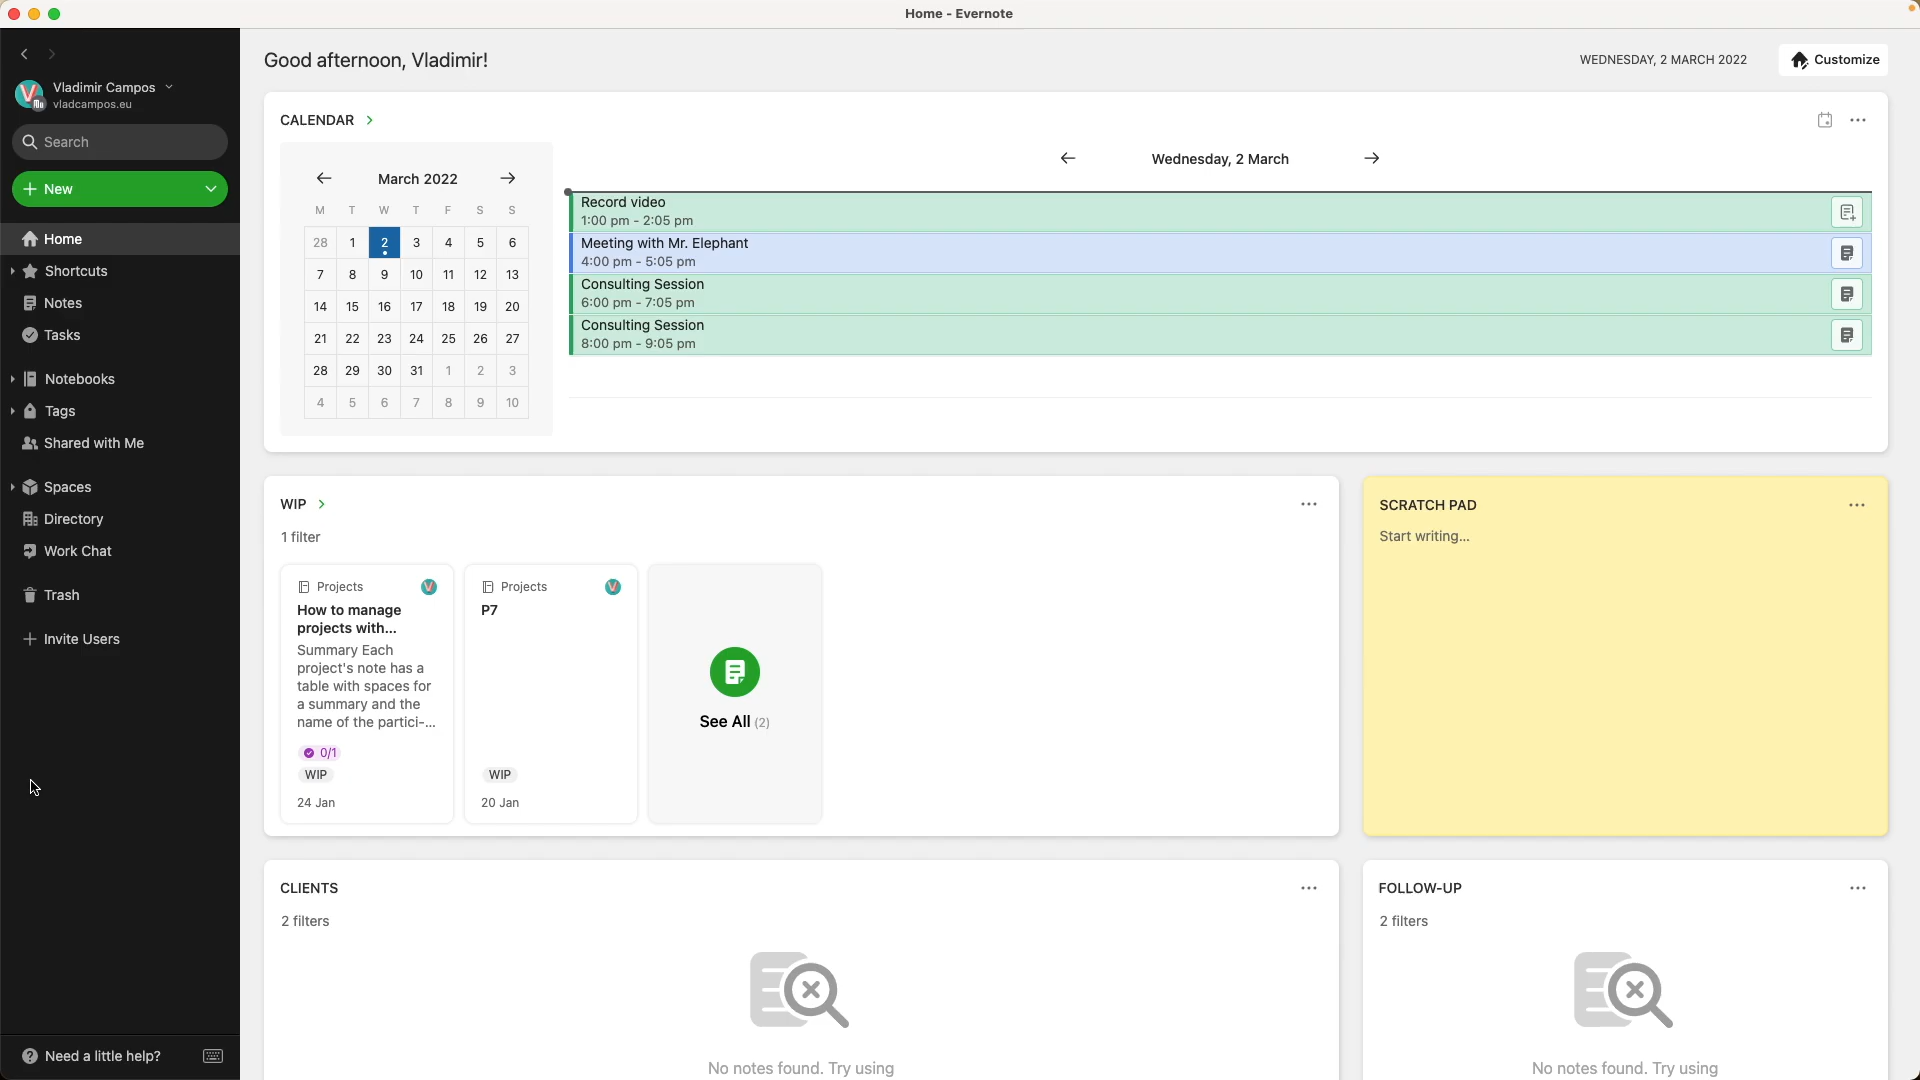 Home - Evernote
Vladimir Campos
vladcampos.eu
Search
New
Home
Shortcuts
Notes
Tasks
Notebooks
Tags
Shared with Me
Spaces
Directory
Work Chat
Trash
Invite Users
Need a little help?
Good afternoon, Vladimir!
WEDNESDAY, 2 MARCH 2022
Customize
CALENDAR
March 2022
M T W T F S S
28 1 2 3 4 5 6
7 8 9 10 11 12 13
14 15 16 17 18 19 20
21 22 23 24 25 26 27
28 29 30 31 1 2 3
4 5 6 7 8 9 10
Wednesday, 2 March
Record video
1:00 pm - 2:05 pm
Meeting with Mr. Elephant
4:00 pm - 5:05 pm
Consulting Session
6:00 pm - 7:05 pm
Consulting Session
8:00 pm - 9:05 pm
WIP
1 filter
Projects
How to manage
projects with...
Summary Each
project's note has a
table with spaces for
a summary and the
name of the partici-...
0/1
WIP
24 Jan
Projects
P7
WIP
20 Jan
See All (2)
SCRATCH PAD
Start writing...
CLIENTS
2 filters
No notes found. Try using
FOLLOW-UP
2 filters
No notes found. Try using